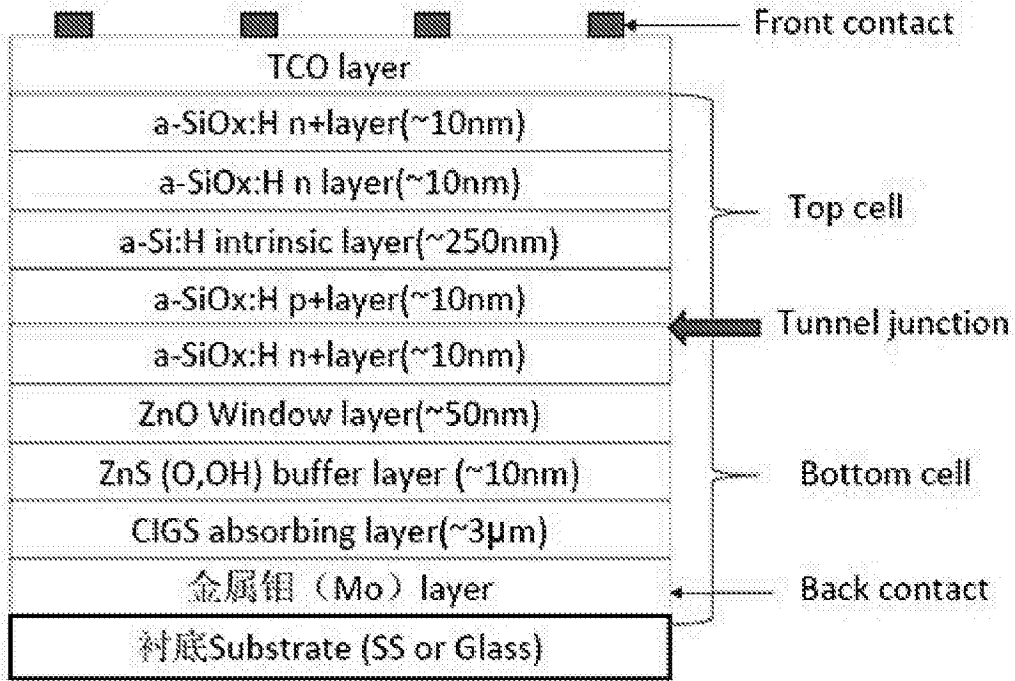 Front contact
TCO layer
a-SiOx:H n+layer(~10nm)
a-SiOx:H n layer(~10nm)
Top cell
a-Si:H intrinsic layer(~250nm)
a-SiOx:H p+layer(~10nm)
Tunnel junction
a-SiOx:H n+layer(~10nm)
ZnO Window layer(~50nm)
ZnS (O,OH) buffer layer (~10nm)
Bottom cell
CIGS absorbing layer(~3μm)
金属钼（Mo）layer
Back contact
衬底Substrate (SS or Glass)